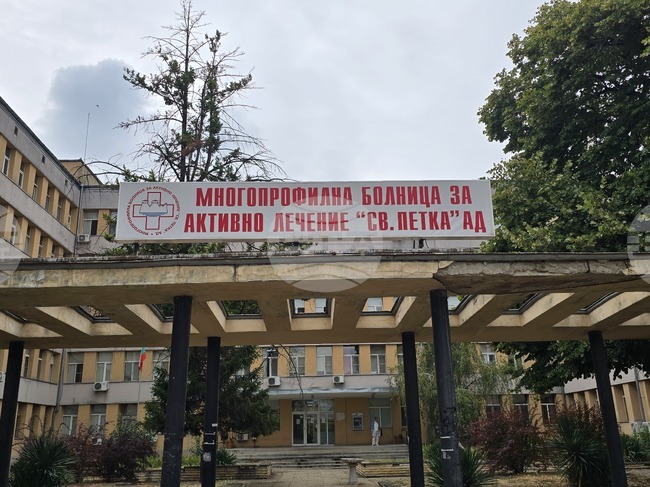 МНОГОПРОФИЛНА БОЛНИЦА ЗА
АКТИВНО ЛЕЧЕНИЕ "СВ.ПЕТКА" АД